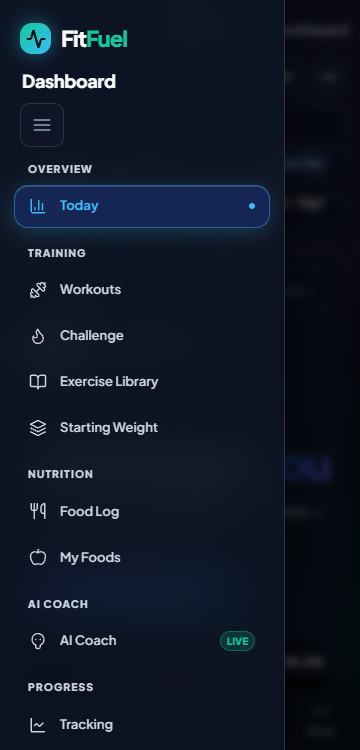 FitFuel
Dashboard
OVERVIEW
Today
TRAINING
Workouts
Challenge
Exercise Library
Starting Weight
NUTRITION
Food Log
My Foods
AI COACH
AI Coach
LIVE
PROGRESS
Tracking